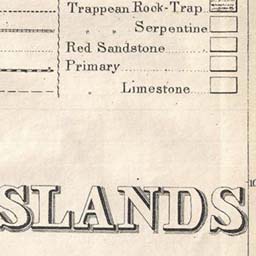 Trappean Rock-Trap
" " Serpentine
Red Sandstone
Primary
" Limestone
SLANDS